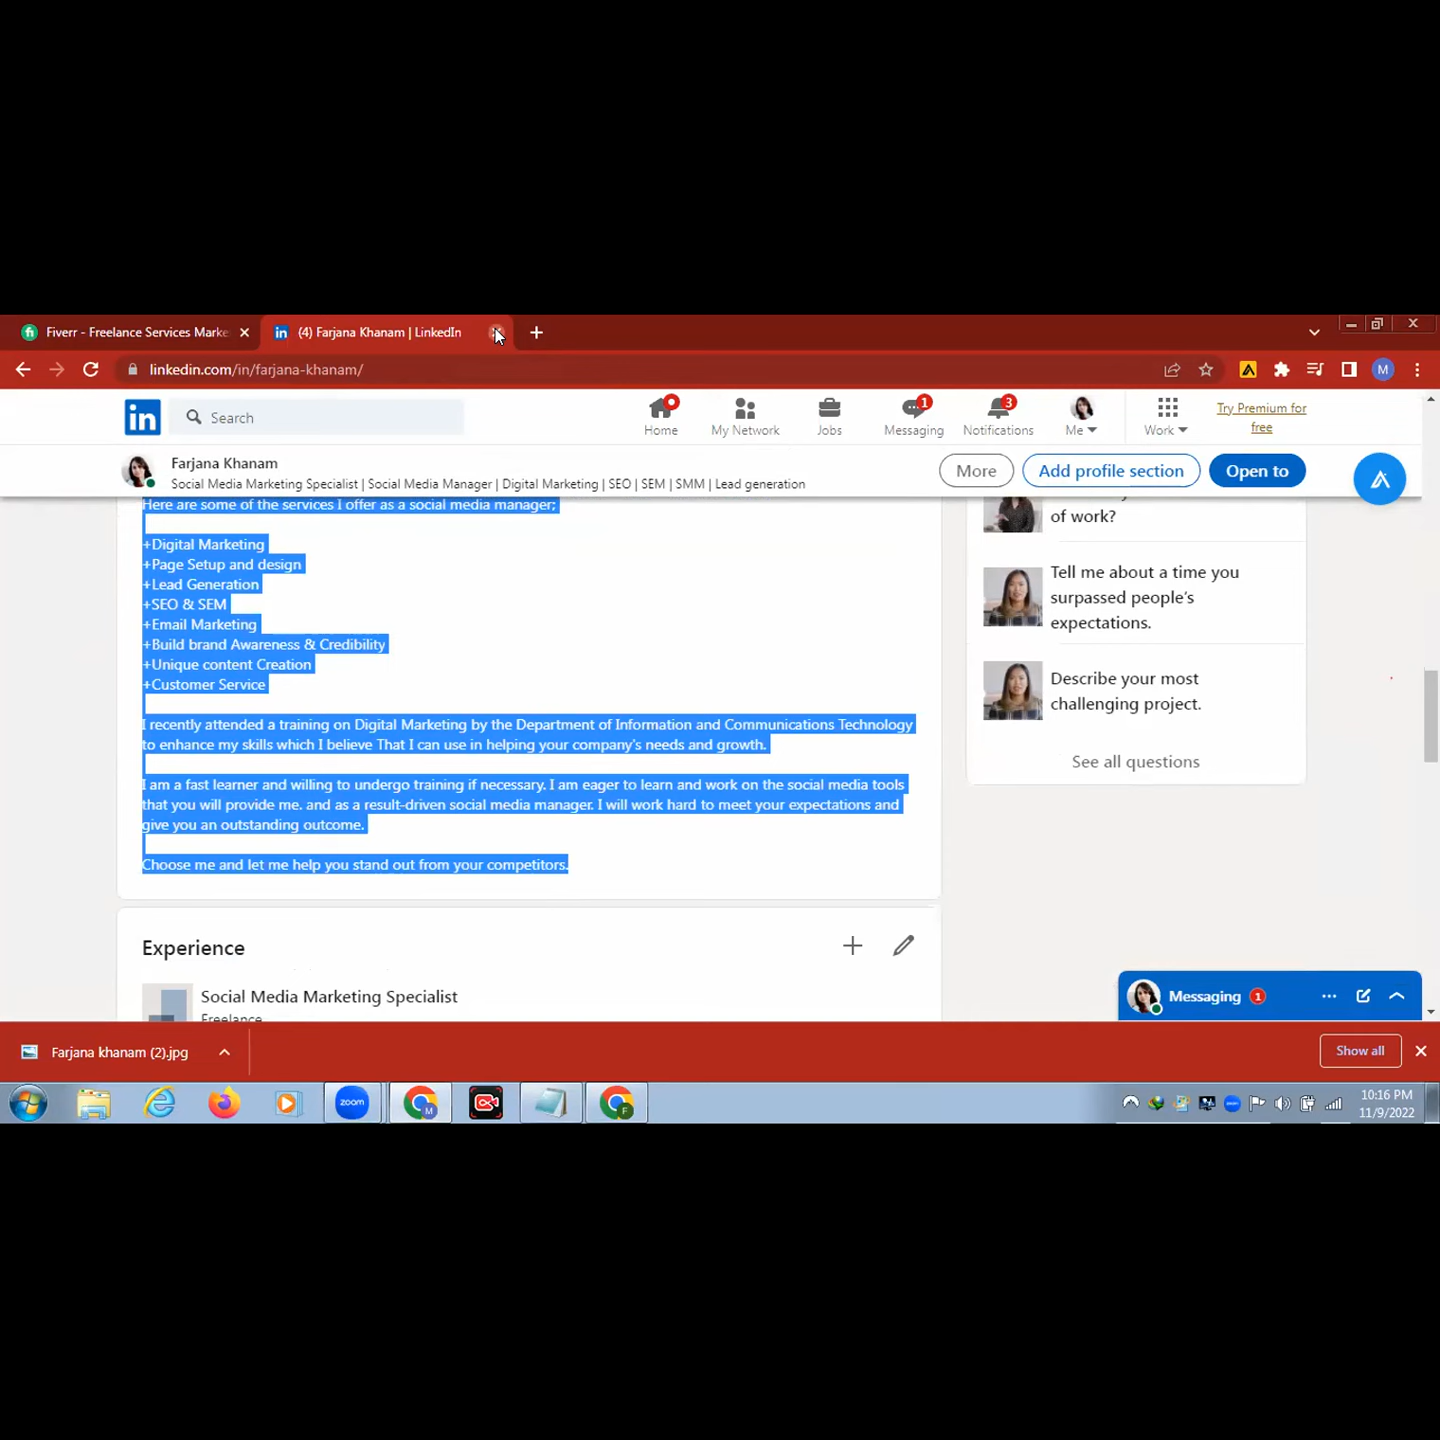 Fiverr - Freelance Services Marke
(4) Farjana Khanam | LinkedIn
linkedin.com/in/farjana-khanam/
M
in
Search
Home
My Network
Jobs
1
Messaging
3
Notifications
Me
Work
Try Premium for
free
Farjana Khanam
Social Media Marketing Specialist | Social Media Manager | Digital Marketing | SEO | SEM | SMM | Lead generation
More
Add profile section
Open to
Here are some of the services I offer as a social media manager;
+Digital Marketing
+Page Setup and design
+Lead Generation
+SEO & SEM
+Email Marketing
+Build brand Awareness & Credibility
+Unique content Creation
+Customer Service
I recently attended a training on Digital Marketing by the Department of Information and Communications Technology
to enhance my skills which I believe That I can use in helping your company's needs and growth.
I am a fast learner and willing to undergo training if necessary. I am eager to learn and work on the social media tools
that you will provide me. and as a result-driven social media manager. I will work hard to meet your expectations and
give you an outstanding outcome.
Choose me and let me help you stand out from your competitors.
of work?
Tell me about a time you
surpassed people's
expectations.
Describe your most
challenging project.
See all questions
Experience
Social Media Marketing Specialist
Freelance
Messaging 1
Farjana khanam (2).jpg
Show all
zoom
M
F
10:16 PM
11/9/2022